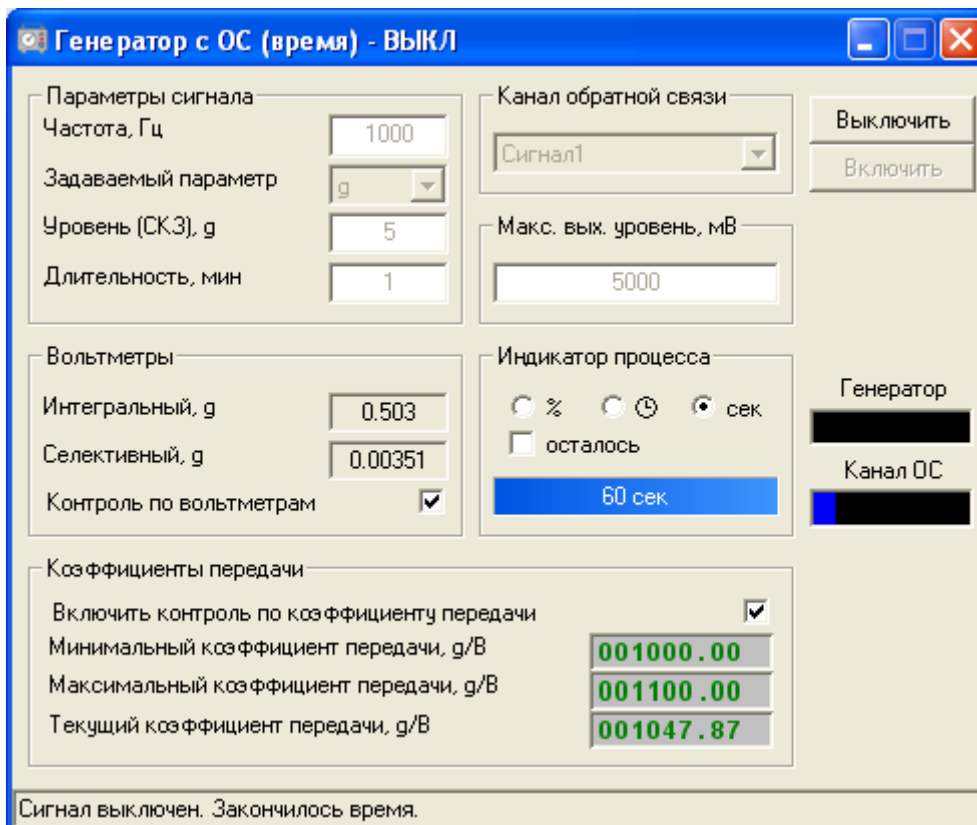 Генератор с ОС (время) - ВЫКЛ
Параметры сигнала
Частота, Гц
1000
Задаваемый параметр
g
Уровень (СКЗ), g
5
Длительность, мин
1
Канал обратной связи
Сигнал1
Макс. вых. уровень, мВ
5000
Выключить
Включить
Вольтметры
Интегральный, g
0.503
Селективный, g
0.00351
Контроль по вольтметрам
Индикатор процесса
%
сек
осталось
60 сек
Генератор
Канал ОС
Коэффициенты передачи
Включить контроль по коэффициенту передачи
Минимальный коэффициент передачи, g/В
001000.00
Максимальный коэффициент передачи, g/В
001100.00
Текущий коэффициент передачи, g/В
001047.87
Сигнал выключен. Закончилось время.